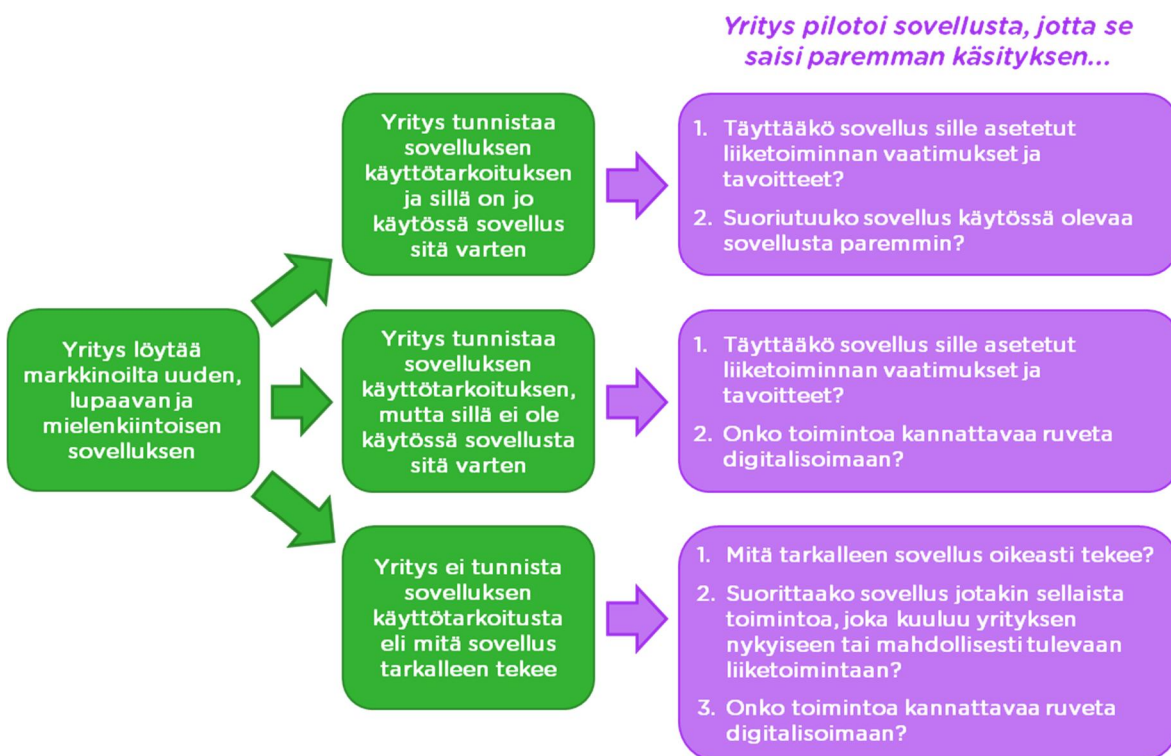 Yritys pilotoi sovellusta, jotta se
saisi paremman käsityksen...
Yritys löytää
markkinoilta uuden,
lupaavan ja
mielenkiintoisen
sovelluksen
Yritys tunnistaa
sovelluksen
käyttötarkoituksen
ja sillä on jo
käytössä sovellus
sitä varten
1. Täyttääkö sovellus sille asetetut
liiketoiminnan vaatimukset ja
tavoitteet?
2. Suoriutuuko sovellus käytössä olevaa
sovellusta paremmin?
Yritys tunnistaa
sovelluksen
käyttötarkoituksen,
mutta sillä ei ole
käytössä sovellusta
sitä varten
1. Täyttääkö sovellus sille asetetut
liiketoiminnan vaatimukset ja
tavoitteet?
2. Onko toimintoa kannattavaa ruveta
digitalisoimaan?
Yritys ei tunnista
sovelluksen
käyttötarkoitusta
eli mitä sovellus
tarkalleen tekee
1. Mitä tarkalleen sovellus oikeasti tekee?
2. Suorittaako sovellus jotakin sellaista
toimintoa, joka kuuluu yrityksen
nykyiseen tai mahdollisesti tulevaan
liiketoimintaan?
3. Onko toimintoa kannattavaa ruveta
digitalisoimaan?